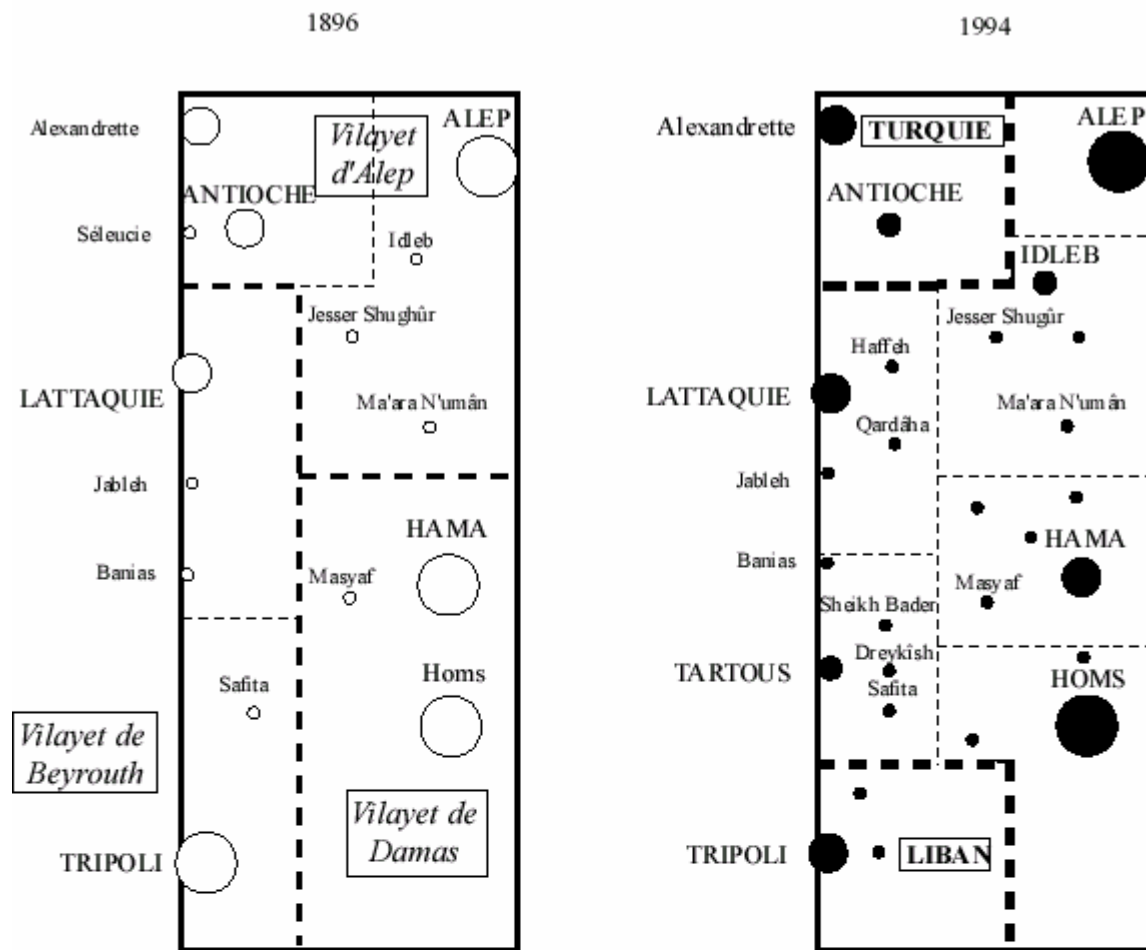 1896
Alexandrette
Vilayet
d'Alep
ALEP
ANTIOCHE
Séleucie
Idleb
Jesser Shughûr
LATTAQUIE
Ma'ara N'umân
Jableh
HAMA
Banias
Masyaf
Safita
Homs
Vilayet de
Beyrouth
Vilayet de
Damas
TRIPOLI
1994
Alexandrette
TURQUIE
ALEP
ANTIOCHE
IDLEB
Jesser Shugûr
Haffeh
LATTAQUIE
Ma'ara N'umân
Qardâha
Jableh
HAMA
Banias
Masyaf
Sheikh Bader
Dreykîsh
TARTOUS
Safita
HOMS
TRIPOLI
LIBAN